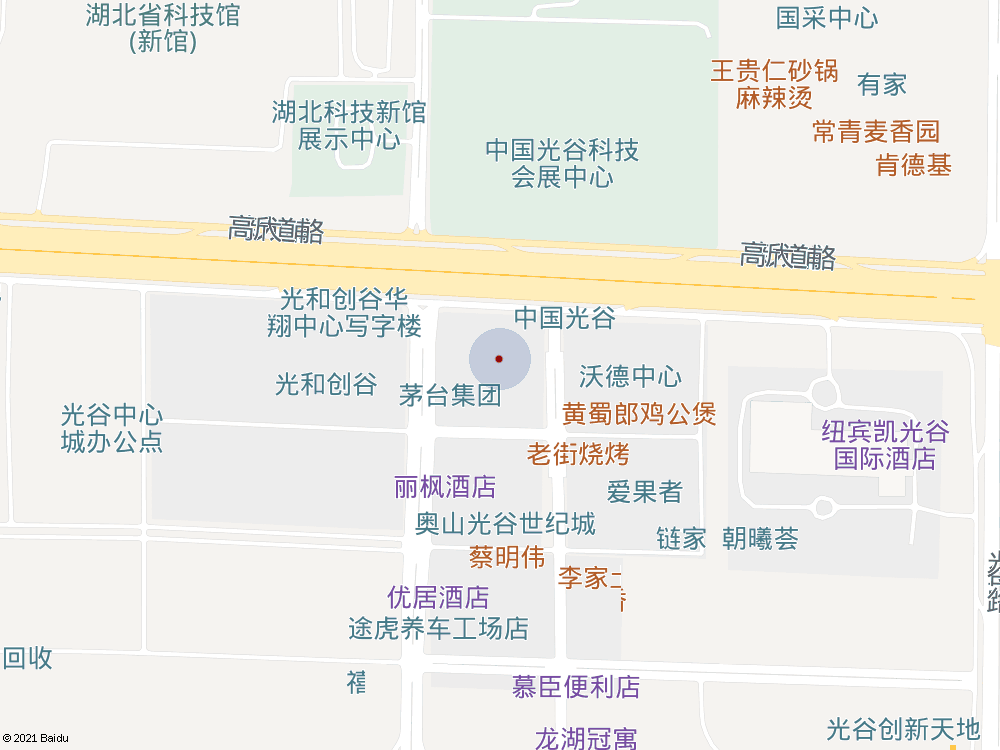 湖北省科技馆
(新馆)
国采中心
王贵仁砂锅
麻辣烫
有家
湖北科技新馆
展示中心
常青麦香园
肯德基
中国光谷科技
会展中心
光和创谷华
翔中心写字楼
中国光谷
光和创谷
茅台集团
沃德中心
光谷中心
城办公点
黄蜀郎鸡公煲
纽宾凯光谷
国际酒店
老街烧烤
丽枫酒店
爱果者
奥山光谷世纪城
链家
朝曦荟
蔡明伟
李家
优居酒店
途虎养车工场店
回收
慕臣便利店
光谷创新天地
龙湖冠寓
© 2021 Baidu